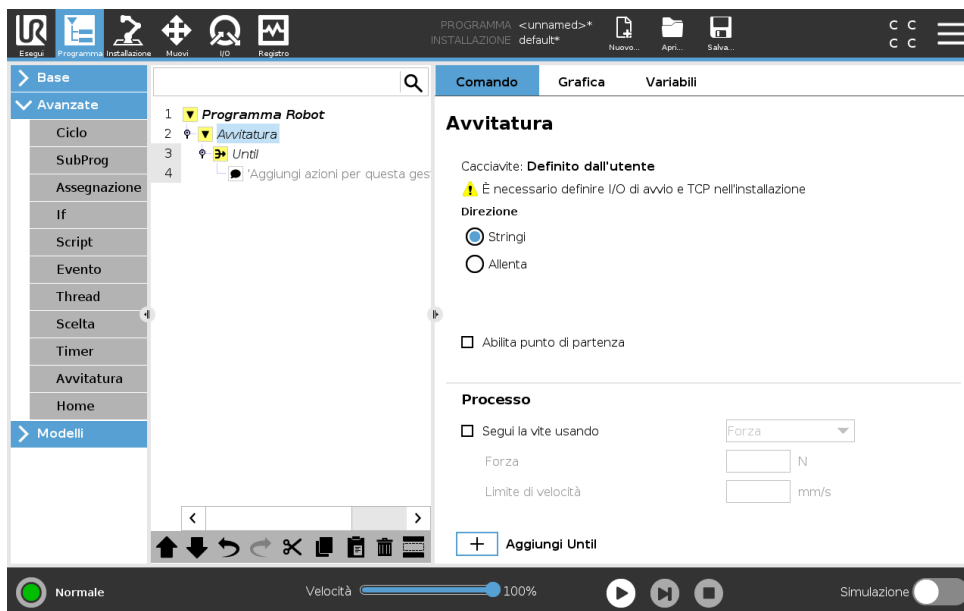 Esegui
Programma
Installazione
Muovi
I/O
Registro
PROGRAMMA <unnamed>*
INSTALLAZIONE default*
Nuovo...
Apri...
Salva...
C C
C C
Base
Avanzate
Ciclo
SubProg
Assegnazione
If
Script
Evento
Thread
Scelta
Timer
Avvitatura
Home
Modelli
1 Programma Robot
2 Avvitatura
3 Until
4 'Aggiungi azioni per questa ges
Comando Grafica Variabili
Avvitatura
Cacciavite: Definito dall'utente
È necessario definire I/O di avvio e TCP nell'installazione
Direzione
Stringi
Allenta
Abilita punto di partenza
Processo
Segui la vite usando Forza
Forza N
Limite di velocità mm/s
+ Aggiungi Until
Normale
Velocità 100%
Simulazione